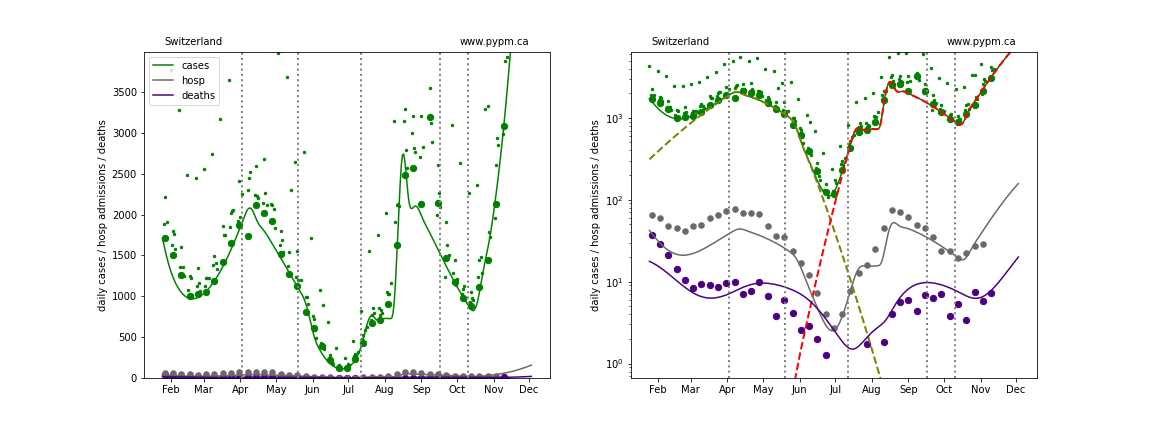 Switzerland www.pypm.ca
cases
hosp
deaths
daily cases / hosp admissions / deaths
3500
3000
2500
2000
1500
1000
500
0
Feb Mar Apr May Jun Jul Aug Sep Oct Nov Dec
Switzerland www.pypm.ca
daily cases / hosp admissions / deaths
10³
10²
10¹
10⁰
Feb Mar Apr May Jun Jul Aug Sep Oct Nov Dec